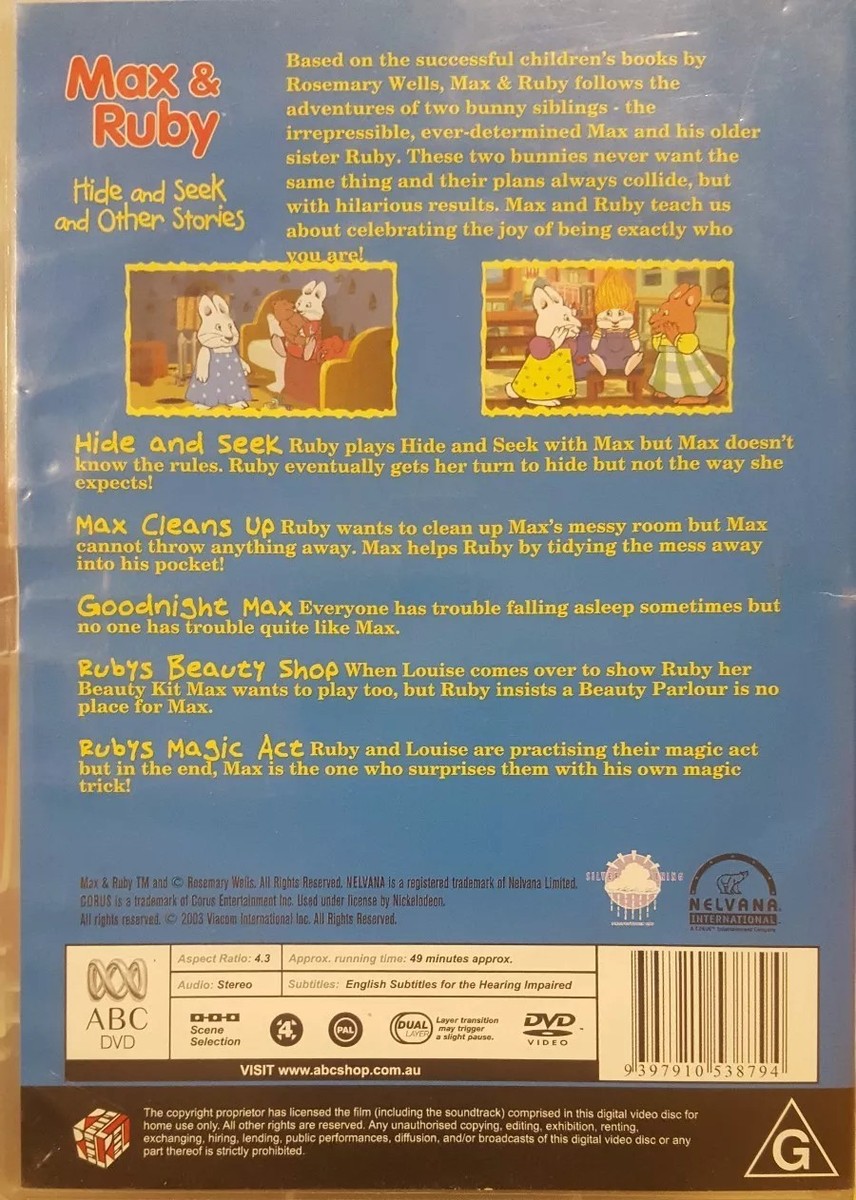 Max &
Ruby
Hide and Seek
and Other Stories
Based on the successful children's books by
Rosemary Wells, Max & Ruby follows the
adventures of two bunny siblings - the
irrepressible, ever-determined Max and his older
sister Ruby. These two bunnies never want the
same thing and their plans always collide, but
with hilarious results. Max and Ruby teach us
about celebrating the joy of being exactly who
you are!
Hide and Seek Ruby plays Hide and Seek with Max but Max doesn't
know the rules. Ruby eventually gets her turn to hide but not the way she
expects!
Max Cleans Up Ruby wants to clean up Max's messy room but Max
cannot throw anything away. Max helps Ruby by tidying the mess away
into his pocket!
Goodnight Max Everyone has trouble falling asleep sometimes but
no one has trouble quite like Max.
Rubys Beauty Shop When Louise comes over to show Ruby her
Beauty Kit Max wants to play too, but Ruby insists a Beauty Parlour is no
place for Max.
Rubys Magic Act Ruby and Louise are practising their magic act
but in the end, Max is the one who surprises them with his own magic
trick!
Max & Ruby TM and © Rosemary Wells. All Rights Reserved. NELVANA is a registered trademark of Nelvana Limited.
CORUS is a trademark of Corus Entertainment Inc. Used under license by Nickelodeon.
All rights reserved. © 2003 Viacom International Inc. All Rights Reserved.
NELVANA
INTERNATIONAL
ABC
DVD
Aspect Ratio: 4.3
Approx. running time: 49 minutes approx.
Audio: Stereo
Subtitles: English Subtitles for the Hearing Impaired
Scene
Selection
4
PAL
DUAL
LAYER
Layer transition
may trigger
a slight pause.
DVD
VIDEO
VISIT www.abcshop.com.au
9 397910 538794
The copyright proprietor has licensed the film (including the soundtrack) comprised in this digital video disc for
home use only. All other rights are reserved. Any unauthorised copying, editing, exhibition, renting,
exchanging, hiring, lending, public performances, diffusion, and/or broadcasts of this digital video disc or any
part thereof is strictly prohibited.
G